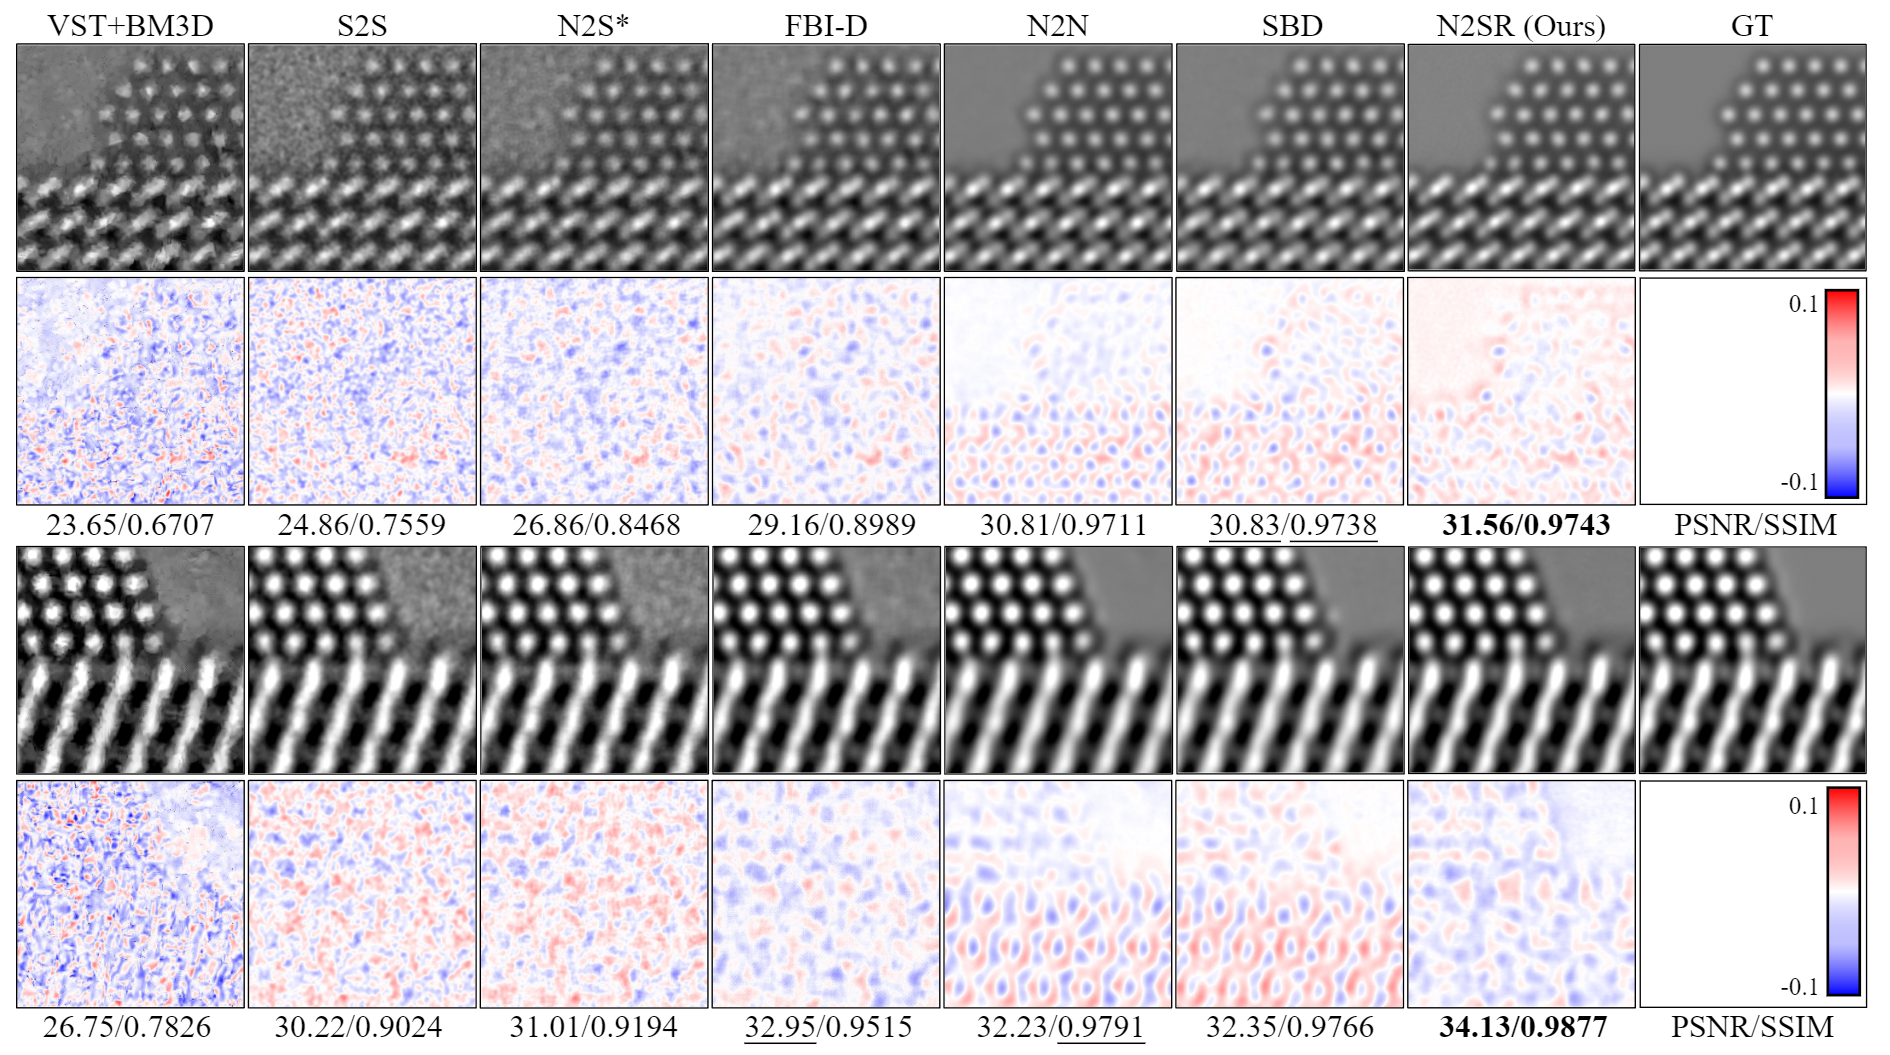 VST+BM3D S2S N2S* FBI-D N2N SBD N2SR (Ours) GT
0.1
-0.1
23.65/0.6707 24.86/0.7559 26.86/0.8468 29.16/0.8989 30.81/0.9711 30.83/0.9738 31.56/0.9743 PSNR/SSIM
0.1
-0.1
26.75/0.7826 30.22/0.9024 31.01/0.9194 32.95/0.9515 32.23/0.9791 32.35/0.9766 34.13/0.9877 PSNR/SSIM